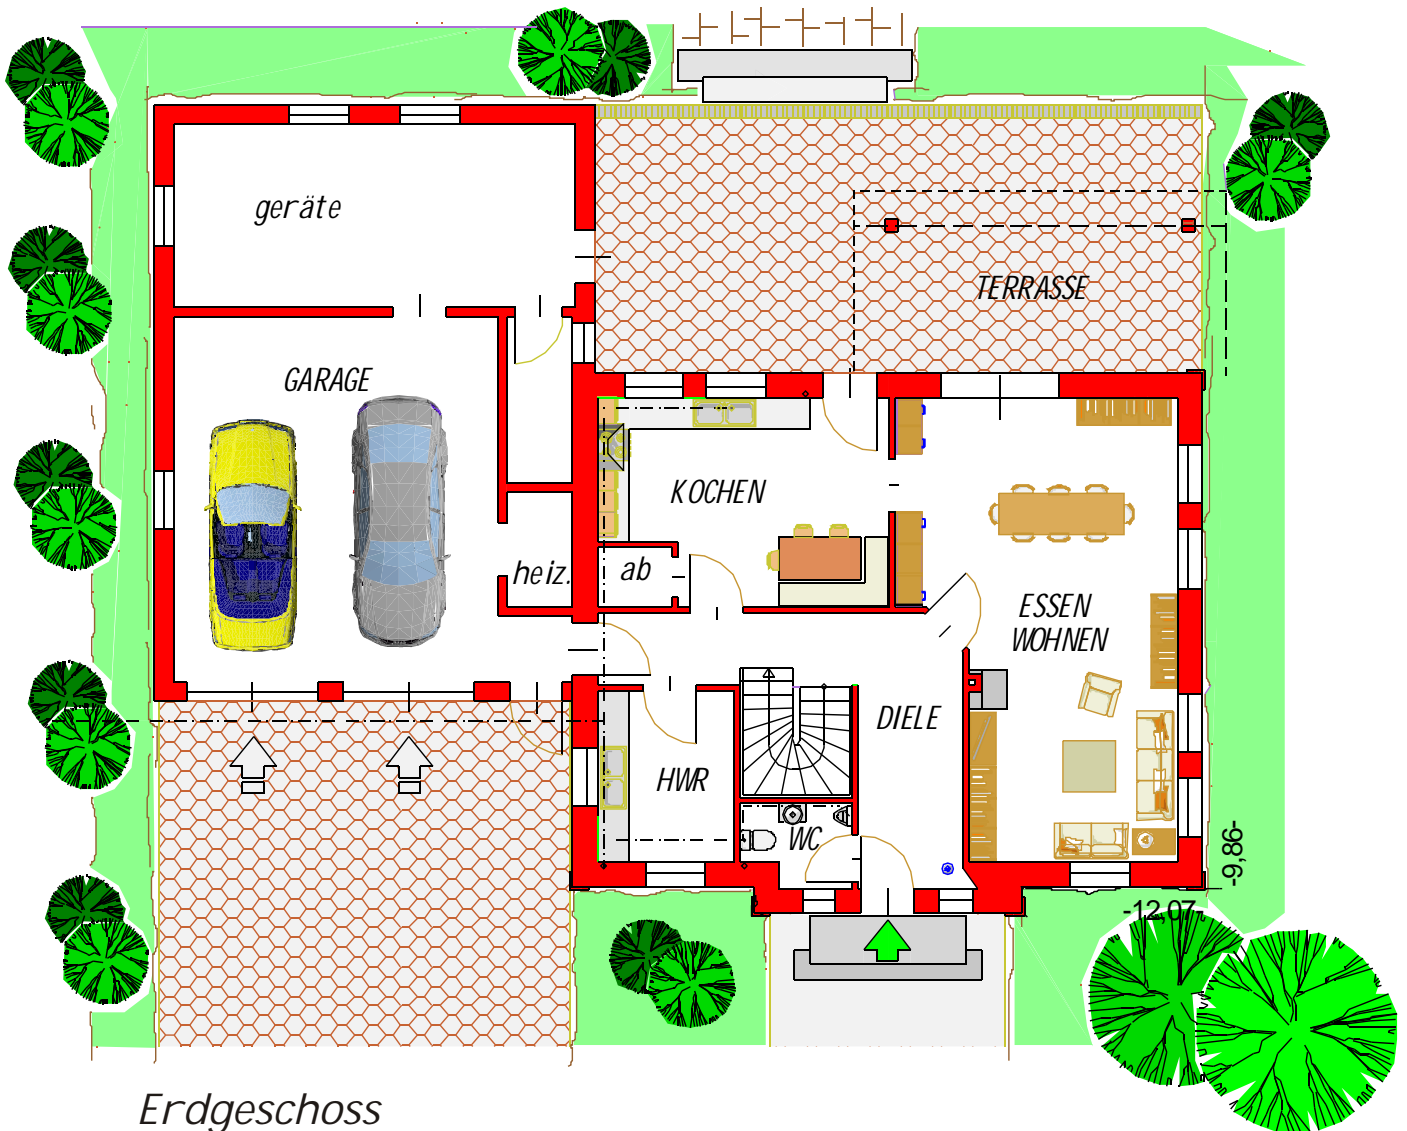 geräte
TERRASSE
GARAGE
KOCHEN
heiz.
ab
ESSEN
WOHNEN
DIELE
HWR
WC
-9,86-
-12,07-
Erdgeschoss